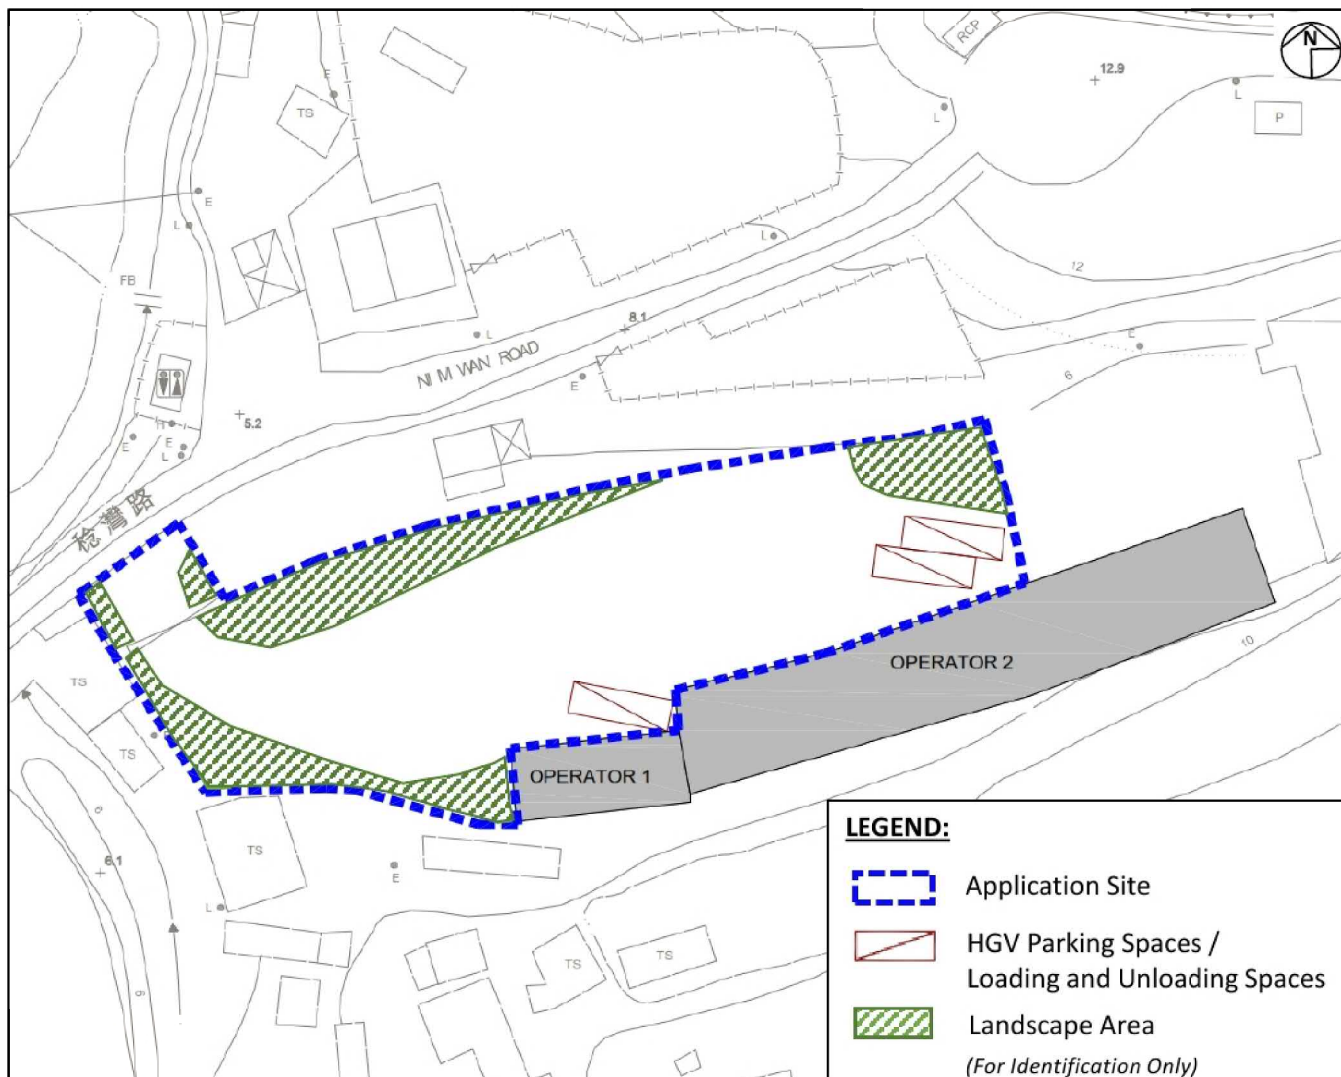 N
RCP
12.9
L
P
E
TS
L
E
L
L
FB
12
8.1
L
E
NIM WAN ROAD
E
6
5.2
H
E
E
L
稔灣路
OPERATOR 2
10
TS
TS
OPERATOR 1
6
6.1
TS
E
L
TS
TS
6
LEGEND:
Application Site
HGV Parking Spaces /
Loading and Unloading Spaces
Landscape Area
(For Identification Only)